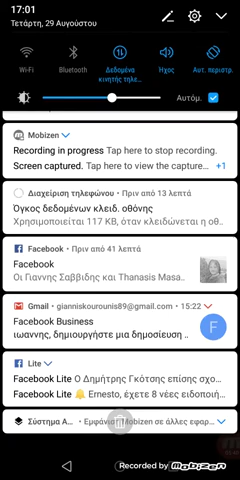 17:01
Τετάρτη, 29 Αυγούστου
Wi-Fi
Bluetooth
Δεδομένα
κινητής τηλε...
Ήχος
Αυτ. περιστρ.
Αυτόμ.
Mobizen
Recording in progress Tap here to stop recording.
Screen captured. Tap here to view the capture... +1
Διαχείριση τηλεφώνου • Πριν από 13 λεπτά
Όγκος δεδομένων κλειδ. οθόνης
Χρησιμοποιείται 117 KB, όταν κλειδώνεται η οθ..
Facebook • Πριν από 41 λεπτά
Facebook
Οι Γιαννης Σαββιδης και Thanasis Masa..
Gmail • gianniskourounis89@gmail.com • 15:22
Facebook Business
ιωαννης, δημιουργήστε μια δημοσίευση ..
F
Lite
Facebook Lite Ο Δημήτρης Γκότσης επίσης σχο...
Facebook Lite 🔔 Ernesto, έχετε 8 νέες ειδοποιή...
Σύστημα A... • Εμφάνιση Mobizen σε άλλες εφαρ...
Recorded by Mobizen